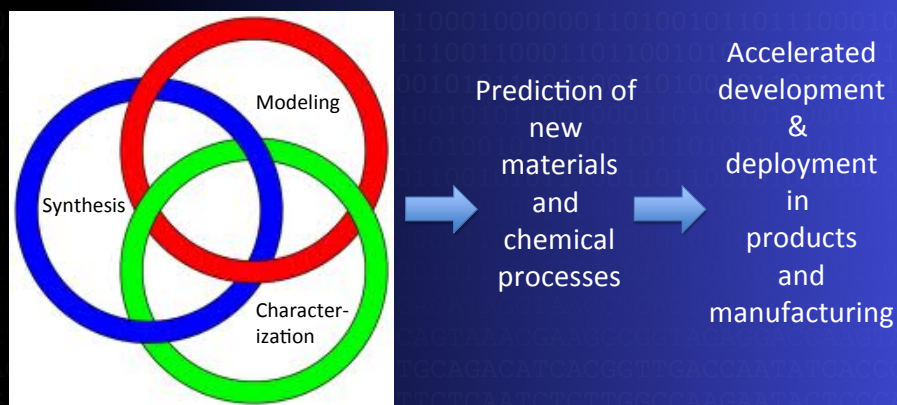 Modeling
Synthesis
Character-
ization
Prediction of
new
materials
and
chemical
processes
Accelerated
development
&
deployment
in
products
and
manufacturing